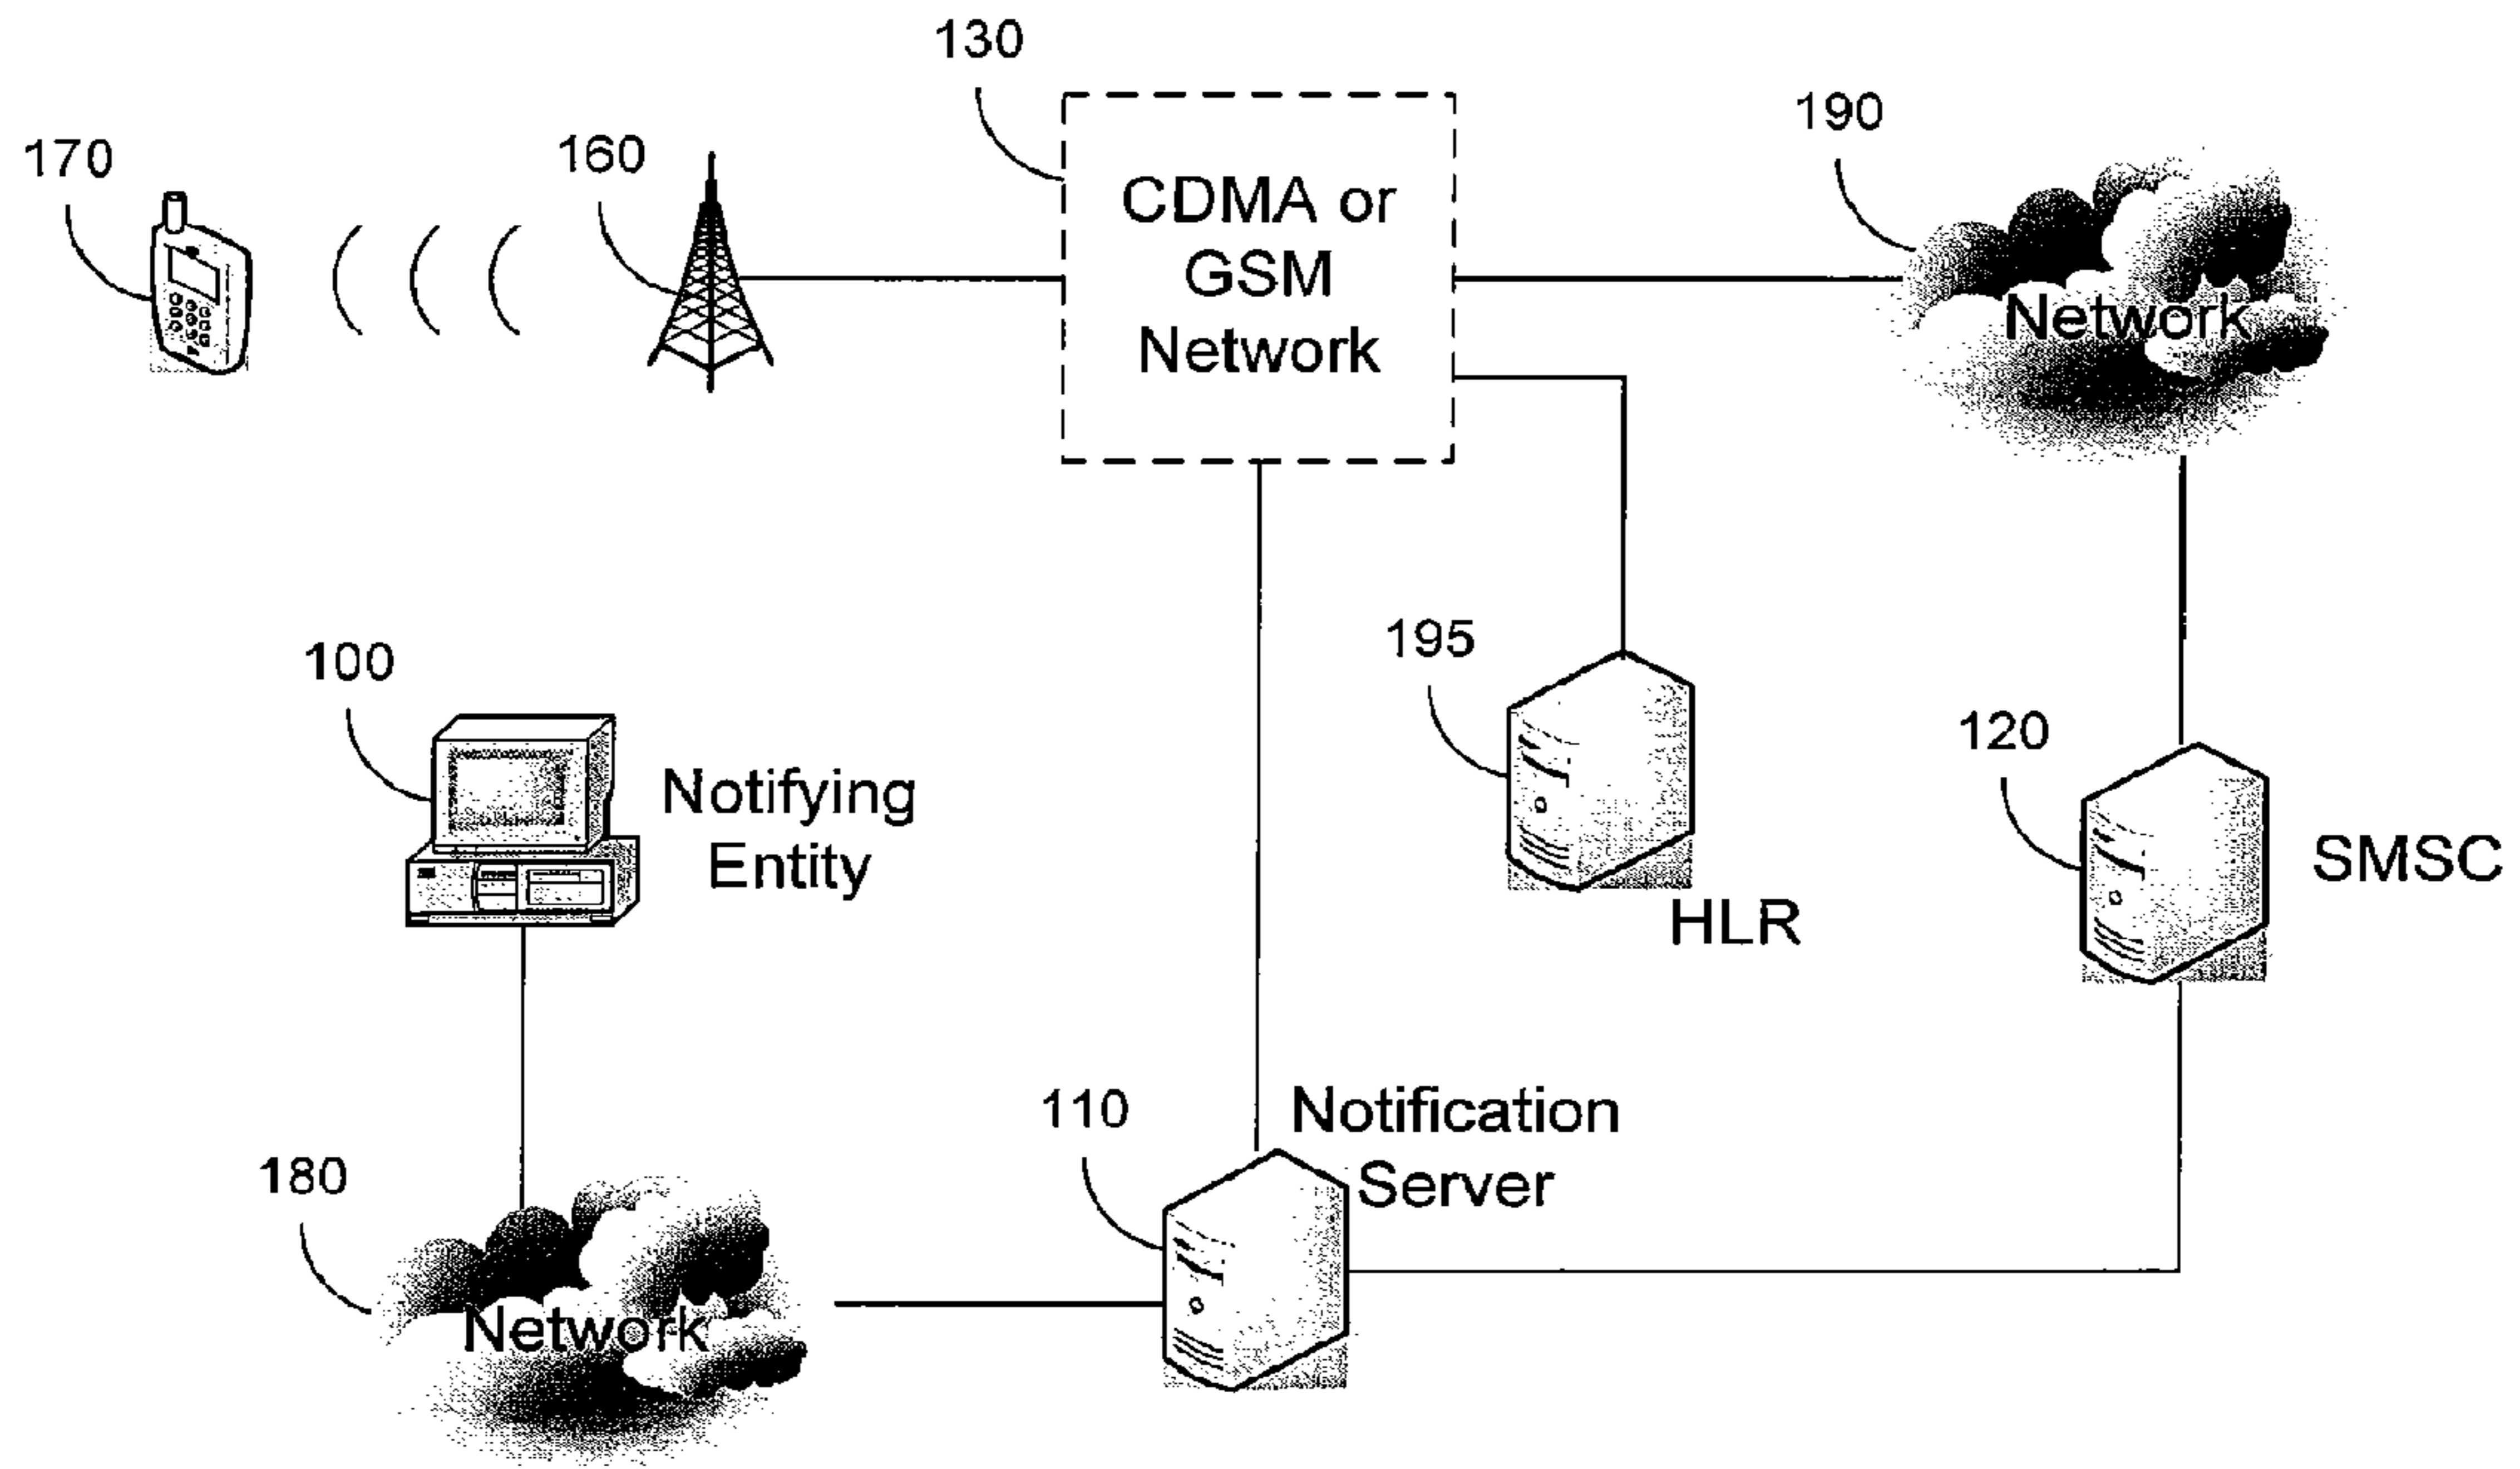 130
190
170
160
CDMA or
GSM
Network
Network
195
100
120
Notifying
Entity
SMSC
HLR
110
Notification
Server
180
Network